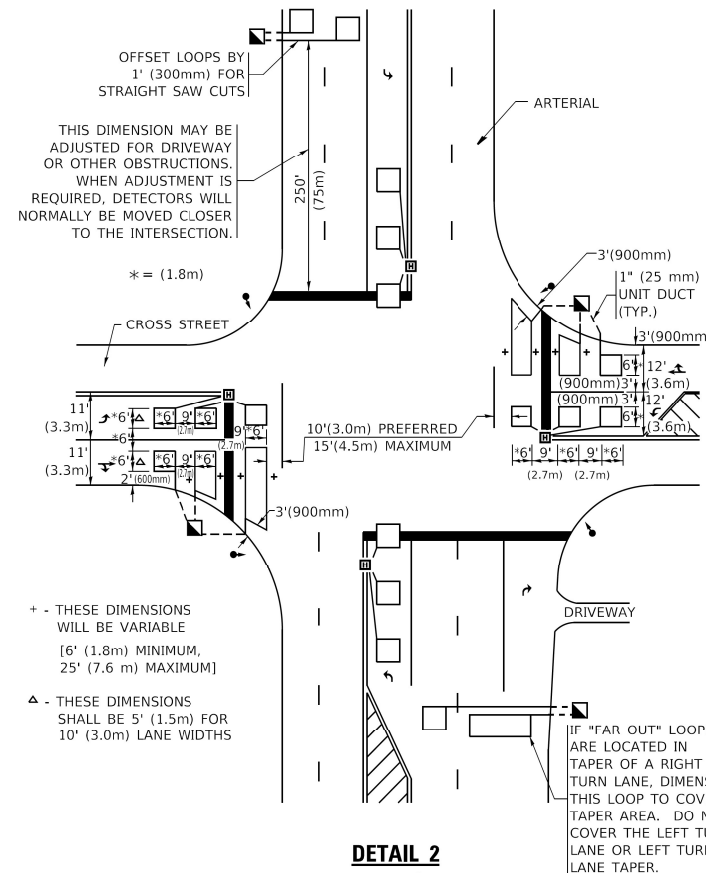 OFFSET LOOPS BY
1' (300mm) FOR
STRAIGHT SAW CUTS
ARTERIAL
THIS DIMENSION MAY BE
ADJUSTED FOR DRIVEWAY
OR OTHER OBSTRUCTIONS.
WHEN ADJUSTMENT IS
REQUIRED, DETECTORS WILL
NORMALLY BE MOVED CLOSER
TO THE INTERSECTION.
250'
(75m)
* = (1.8m)
H
3'(900mm)
1" (25 mm)
UNIT DUCT
(TYP.)
CROSS STREET
3'(900mm
+ + +
6'* 12'
(3.6m)
(900mm) 3'
(900mm) 3'
6'* 12'
(3.6m)
H
*6' 9' *6' 9' *6'
(2.7m) (2.7m)
10'(3.0m) PREFERRED
15'(4.5m) MAXIMUM
H
11'
(3.3m)
*6' △ *6' 9' *6'
(2.7m)
9' *6'
(2.7m)
*6'
11'
(3.3m)
*6' △ *6' 9' *6'
(2.7m)
2' (600mm)
+ +
3'(900mm)
H
DRIVEWAY
+ - THESE DIMENSIONS
WILL BE VARIABLE
[6' (1.8m) MINIMUM,
25' (7.6 m) MAXIMUM]
△ - THESE DIMENSIONS
SHALL BE 5' (1.5m) FOR
10' (3.0m) LANE WIDTHS
IF "FAR OUT" LOOP
ARE LOCATED IN
TAPER OF A RIGHT
TURN LANE, DIMENS
THIS LOOP TO COV
TAPER AREA. DO N
COVER THE LEFT TU
LANE OR LEFT TUR
LANE TAPER.
DETAIL 2